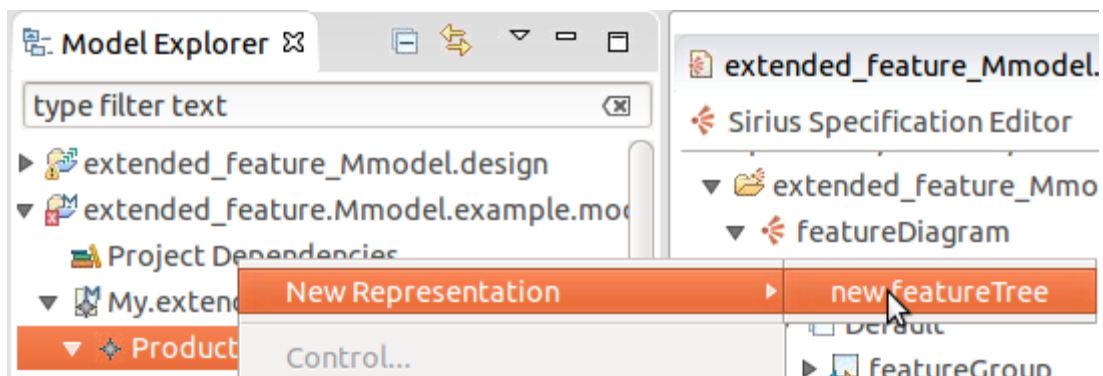 Model Explorer
type filter text
extended_feature_Mmodel.design
extended_feature.Mmodel.example.mod
Project Dependencies
My.extend
Product
New Representation
new featureTree
Control...
extended_feature_Mmodel.
Sirius Specification Editor
extended_feature_Mmo
featureDiagram
Default
featureGroup